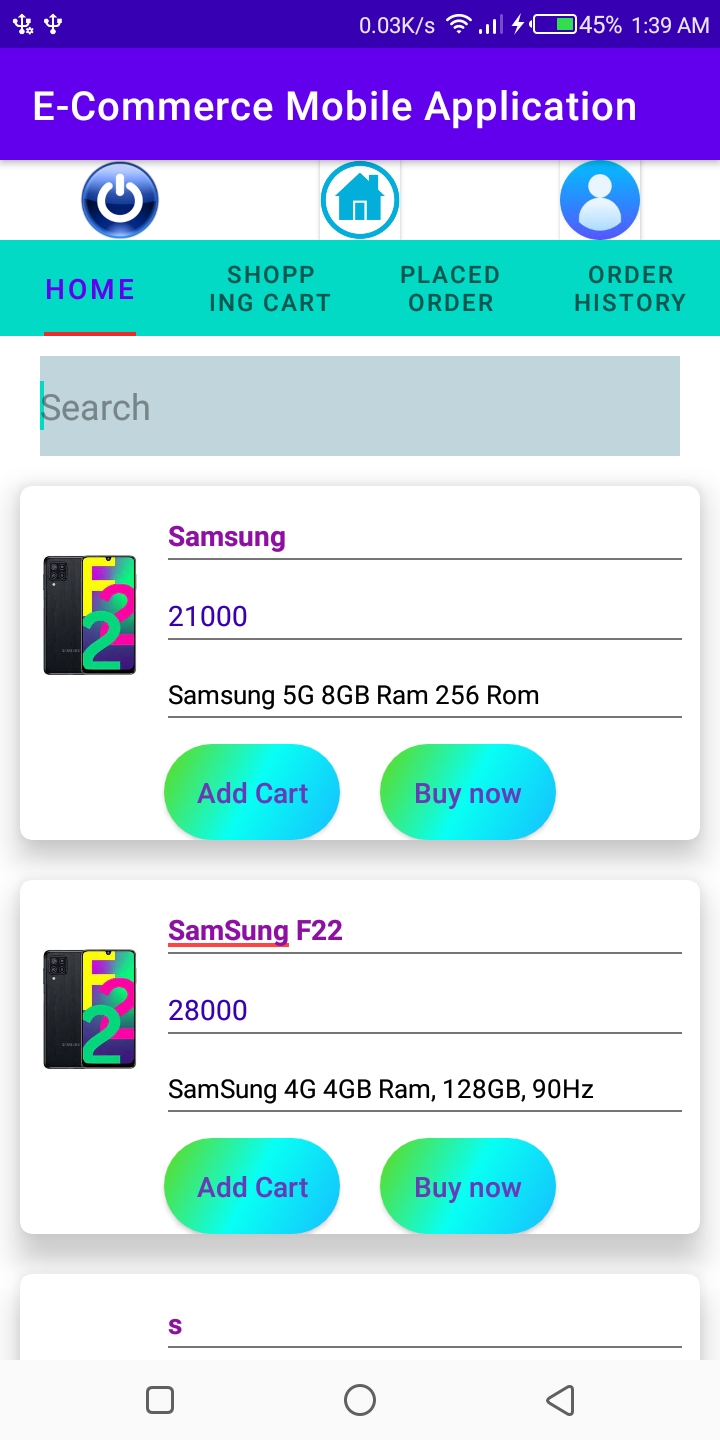 0.03K/s 45% 1:39 AM
E-Commerce Mobile Application
HOME
SHOPP
ING CART
PLACED
ORDER
ORDER
HISTORY
Search
Samsung
21000
Samsung 5G 8GB Ram 256 Rom
Add Cart Buy now
F22
SamSung F22
28000
SamSung 4G 4GB Ram, 128GB, 90Hz
Add Cart Buy now
F22
s